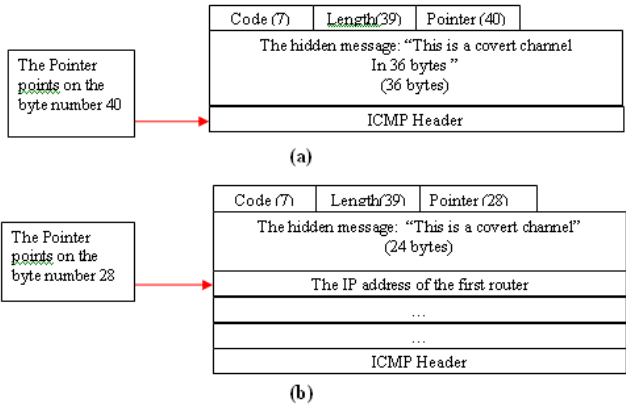 Code (7) Length(39) Pointer (40)
The hidden message: “This is a covert channel
In 36 bytes ”
(36 bytes)
The Pointer
points on the
byte number 40
ICMP Header
(a)
Code (7) Length(39) Pointer (28)
The hidden message: “This is a covert channel”
(24 bytes)
The Pointer
points on the
byte number 28
The IP address of the first router
...
...
ICMP Header
(b)